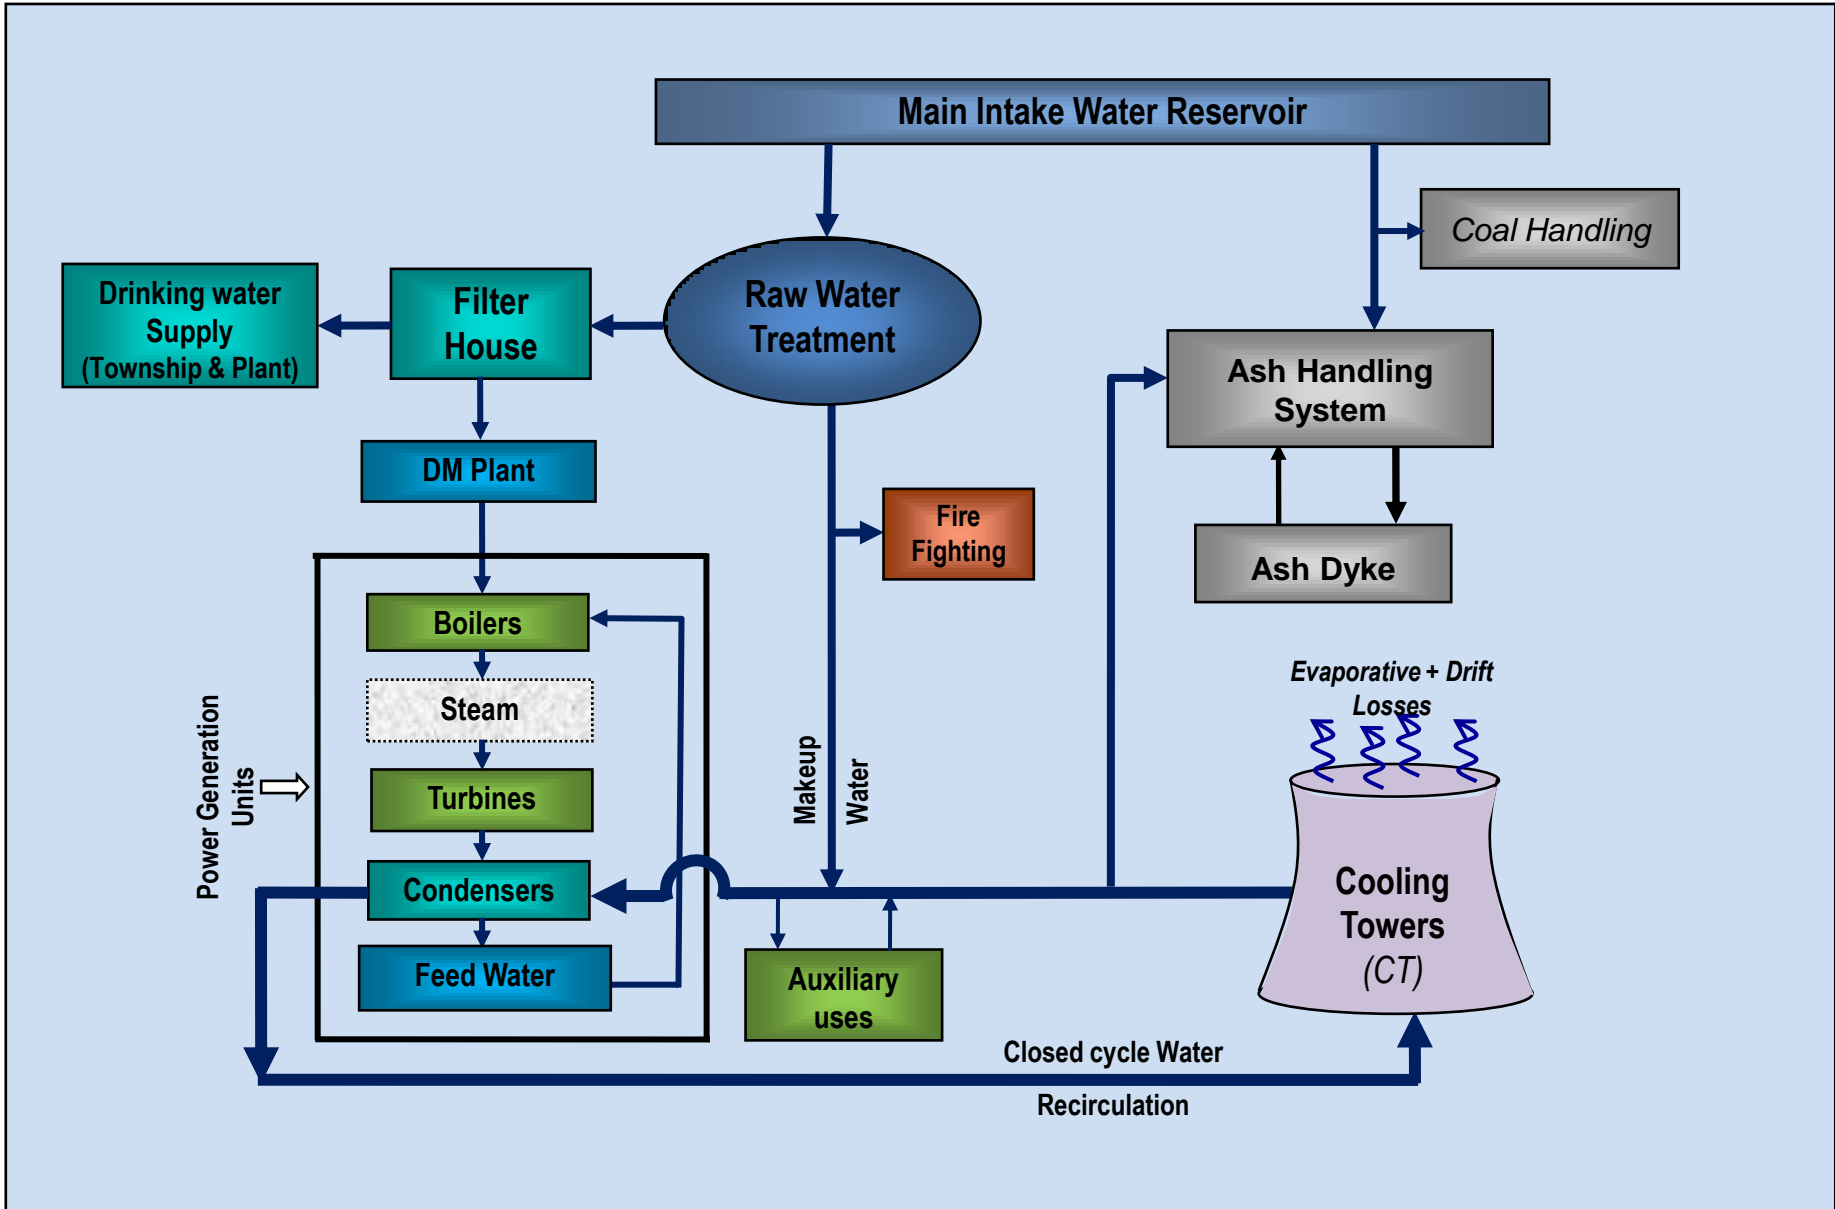 Main Intake Water Reservoir
Coal Handling
Drinking water
Supply
(Township & Plant)
Filter
House
Raw Water
Treatment
Ash Handling
System
DM Plant
Fire
Fighting
Ash Dyke
Boilers
Steam
Evaporative + Drift
Losses
Power Generation
Units
Makeup
Water
Turbines
Condensers
Cooling
Towers
(CT)
Feed Water
Auxiliary
uses
Closed cycle Water
Recirculation